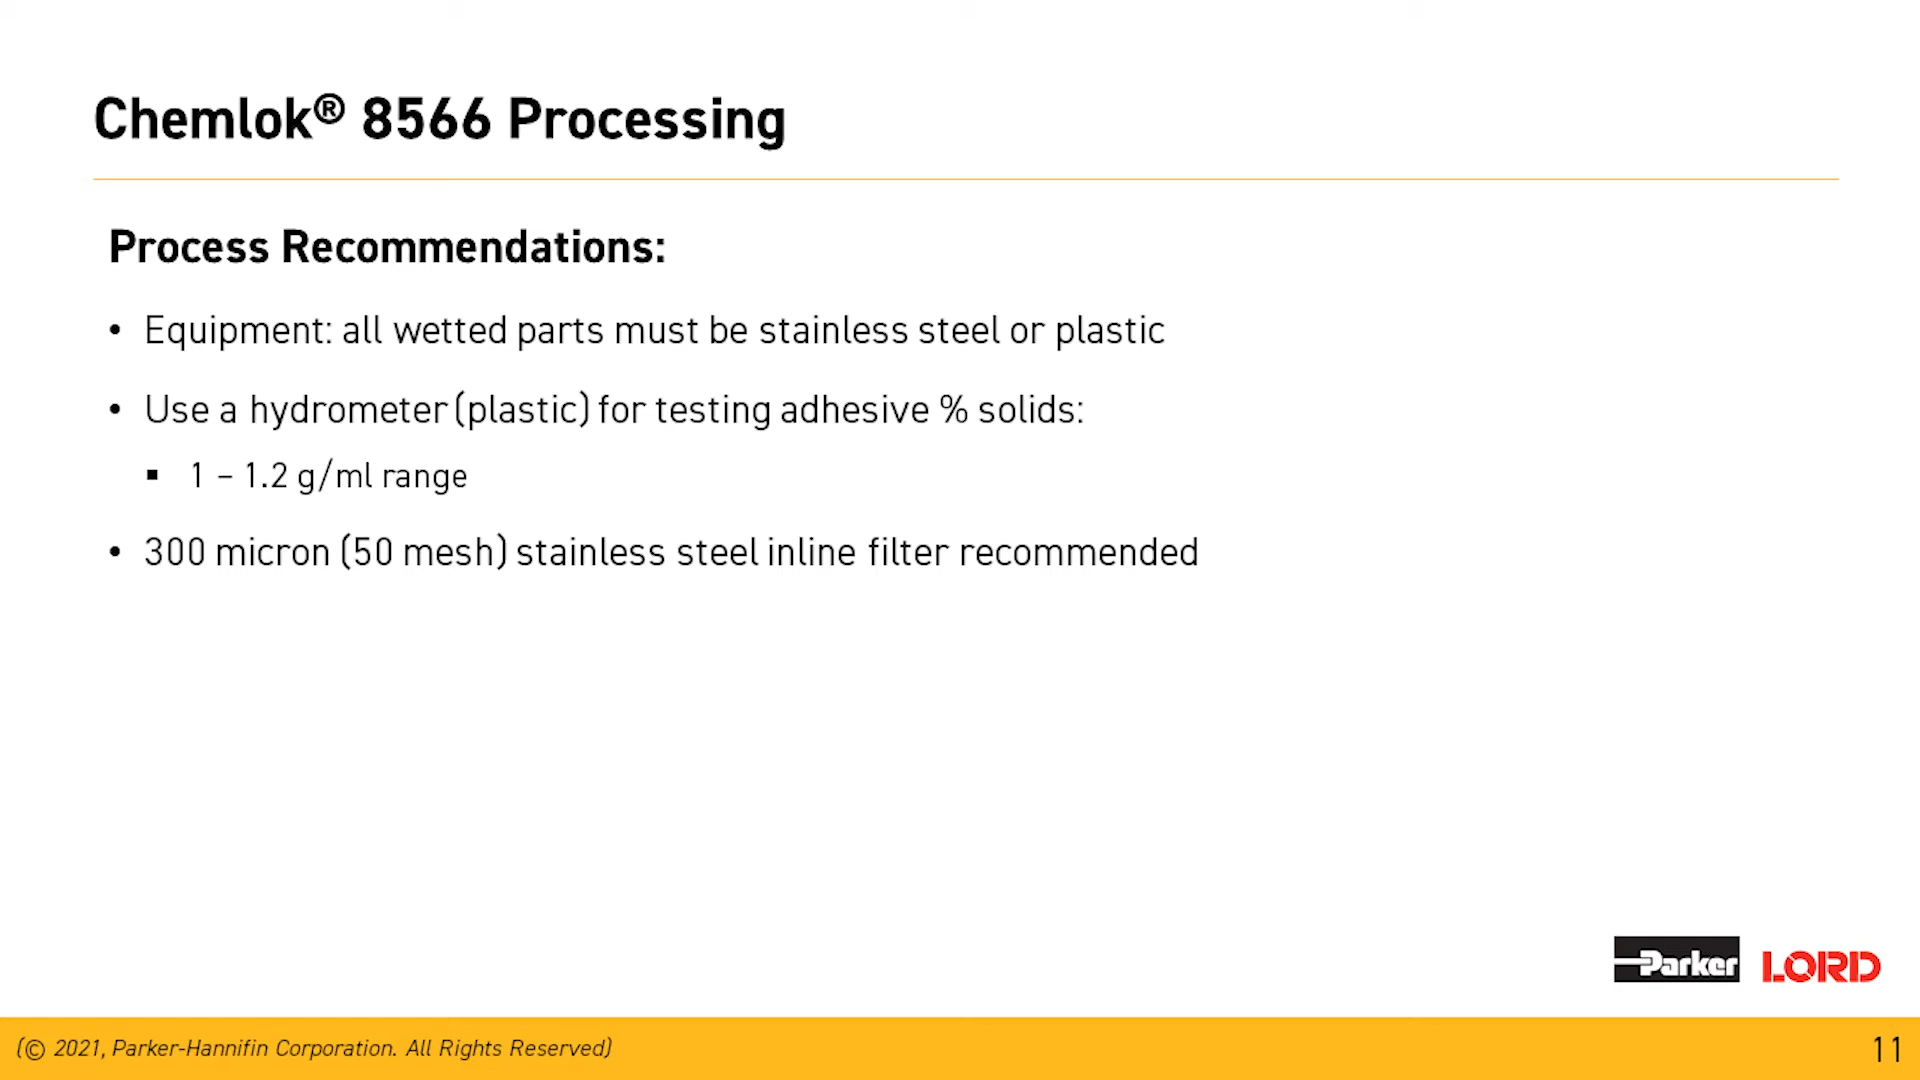 Chemlok® 8566 Processing
Process Recommendations:
• Equipment: all wetted parts must be stainless steel or plastic
• Use a hydrometer (plastic) for testing adhesive % solids:
▪ 1 – 1.2 g/ml range
• 300 micron (50 mesh) stainless steel inline filter recommended
Parker LORD
(© 2021, Parker-Hannifin Corporation. All Rights Reserved)
11